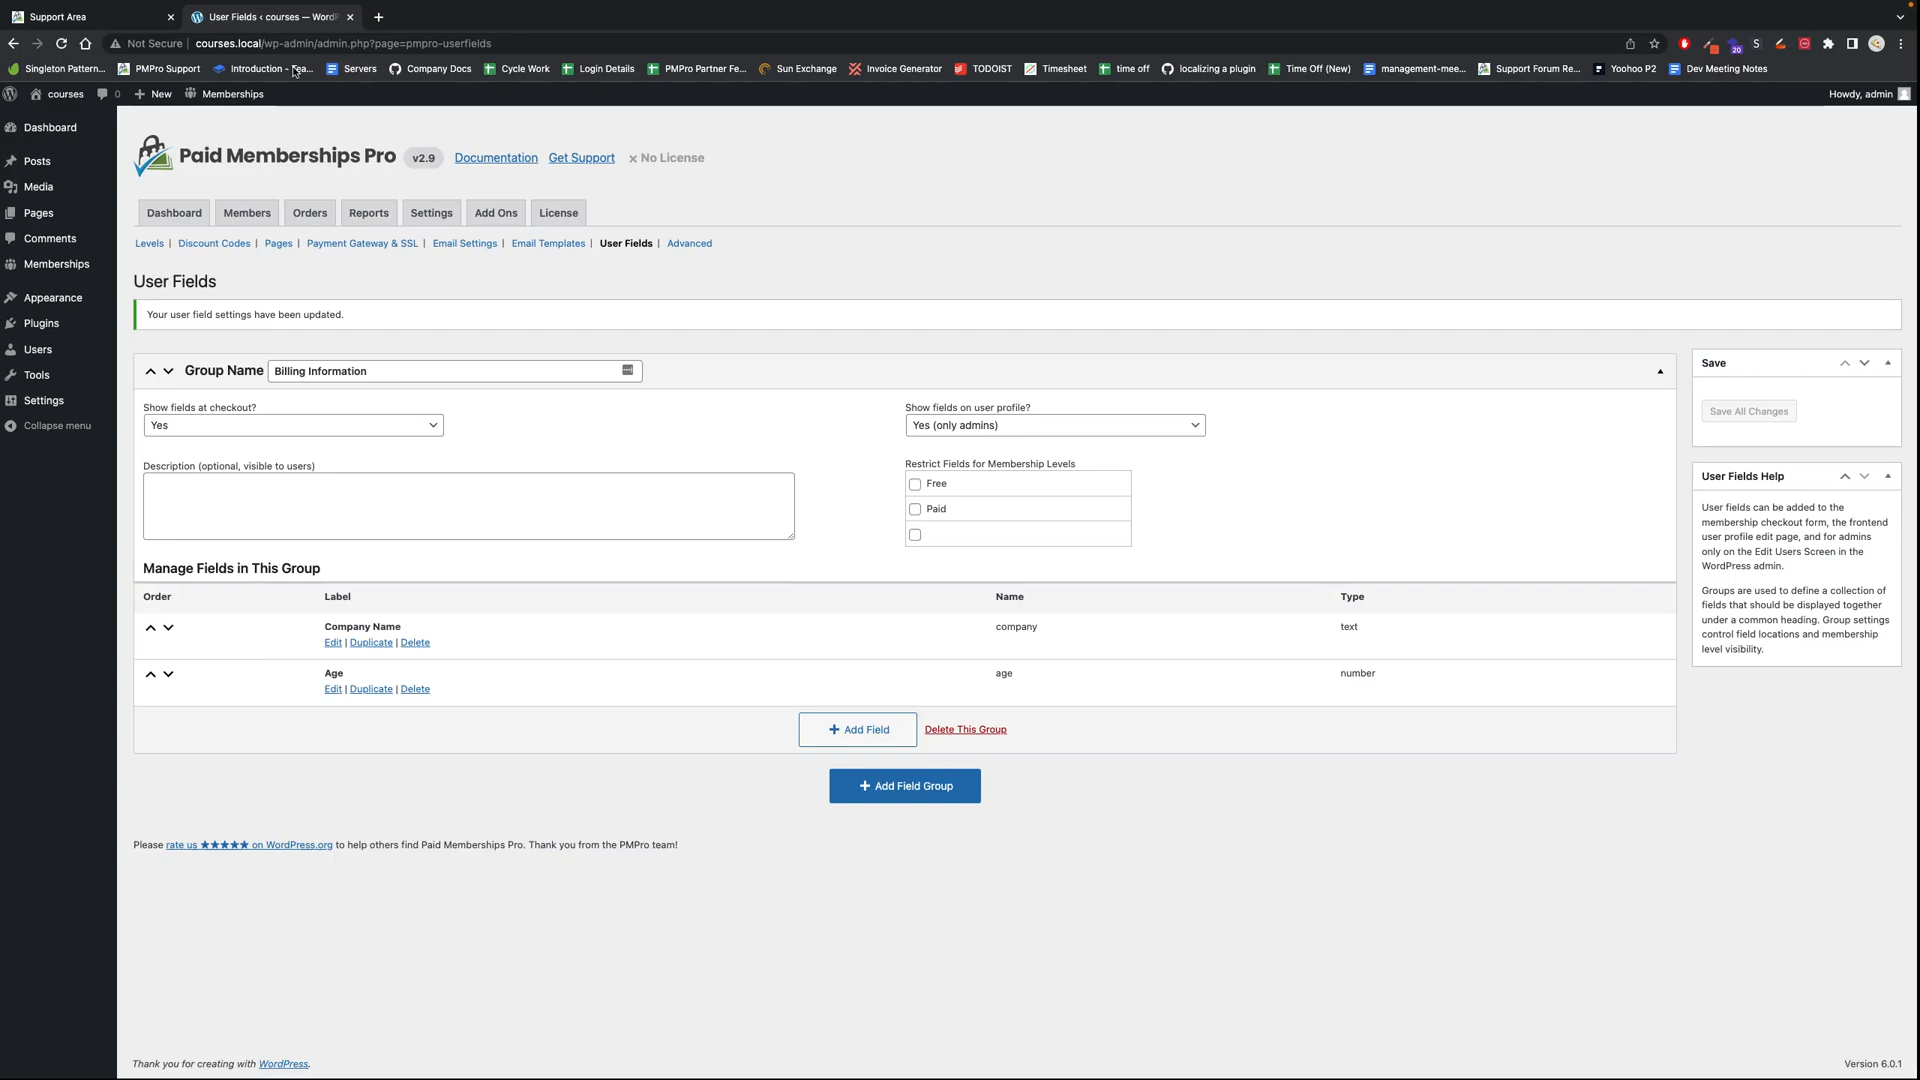 Support Area
User Fields ‹ courses — WordP
Not Secure
courses.local/wp-admin/admin.php?page=pmpro-userfields
20
S
Singleton Pattern...
PMPro Support
Introduction - Tea...
Servers
Company Docs
Cycle Work
Login Details
PMPro Partner Fe...
Sun Exchange
Invoice Generator
TODOIST
Timesheet
time off
localizing a plugin
Time Off (New)
management-mee...
Support Forum Re...
Yoohoo P2
Dev Meeting Notes
courses
0
New
Memberships
Howdy, admin
Dashboard
Posts
Media
Pages
Comments
Memberships
Appearance
Plugins
Users
Tools
Settings
Collapse menu
Paid Memberships Pro
v2.9
Documentation
Get Support
No License
Dashboard
Members
Orders
Reports
Settings
Add Ons
License
Levels | Discount Codes | Pages | Payment Gateway & SSL | Email Settings | Email Templates | User Fields | Advanced
User Fields
Your user field settings have been updated.
Group Name
Billing Information
Show fields at checkout?
Yes
Show fields on user profile?
Yes (only admins)
Description (optional, visible to users)
Restrict Fields for Membership Levels
Free
Paid
Manage Fields in This Group
Order
Label
Name
Type
Company Name
company
text
Edit | Duplicate | Delete
Age
age
number
Edit | Duplicate | Delete
Add Field
Delete This Group
Add Field Group
Save
Save All Changes
User Fields Help
User fields can be added to the
membership checkout form, the frontend
user profile edit page, and for admins
only on the Edit Users Screen in the
WordPress admin.
Groups are used to define a collection of
fields that should be displayed together
under a common heading. Group settings
control field locations and membership
level visibility.
Please rate us ★★★★★ on WordPress.org to help others find Paid Memberships Pro. Thank you from the PMPro team!
Thank you for creating with WordPress.
Version 6.0.1